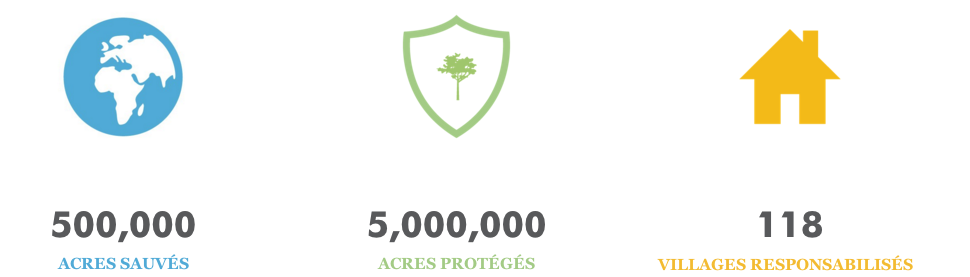 500,000
5,000,000
118
ACRES SAUVÉS
ACRES PROTÉGÉS
VILLAGES RESPONSABILISÉS